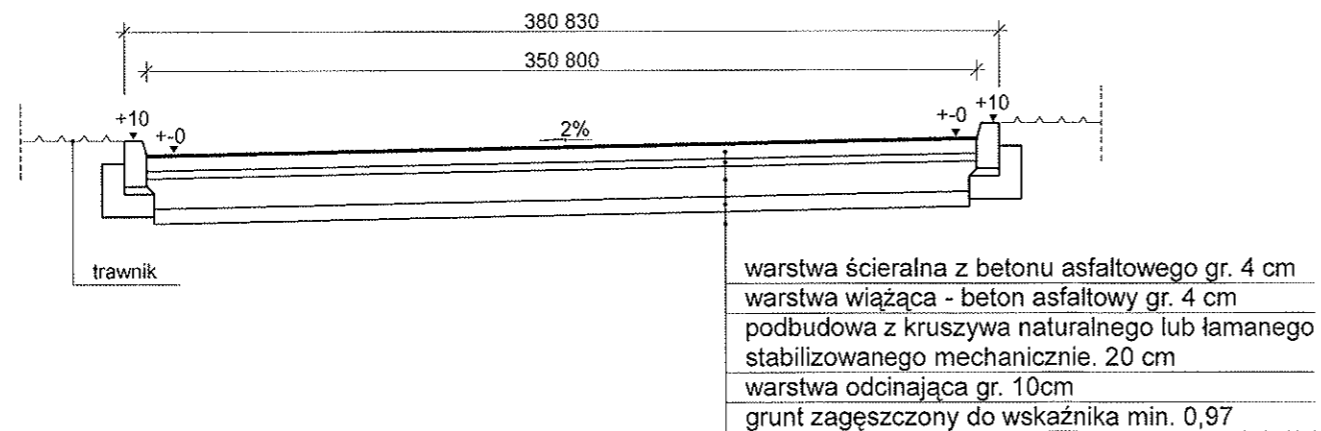 380 830
350 800
+10
+-0
2%
+-0
+10
trawnik
warstwa ścieralna z betonu asfaltowego gr. 4 cm
warstwa wiążąca - beton asfaltowy gr. 4 cm
podbudowa z kruszywa naturalnego lub łamanego
stabilizowanego mechanicznie. 20 cm
warstwa odcinająca gr. 10cm
grunt zagęszczony do wskaźnika min. 0,97